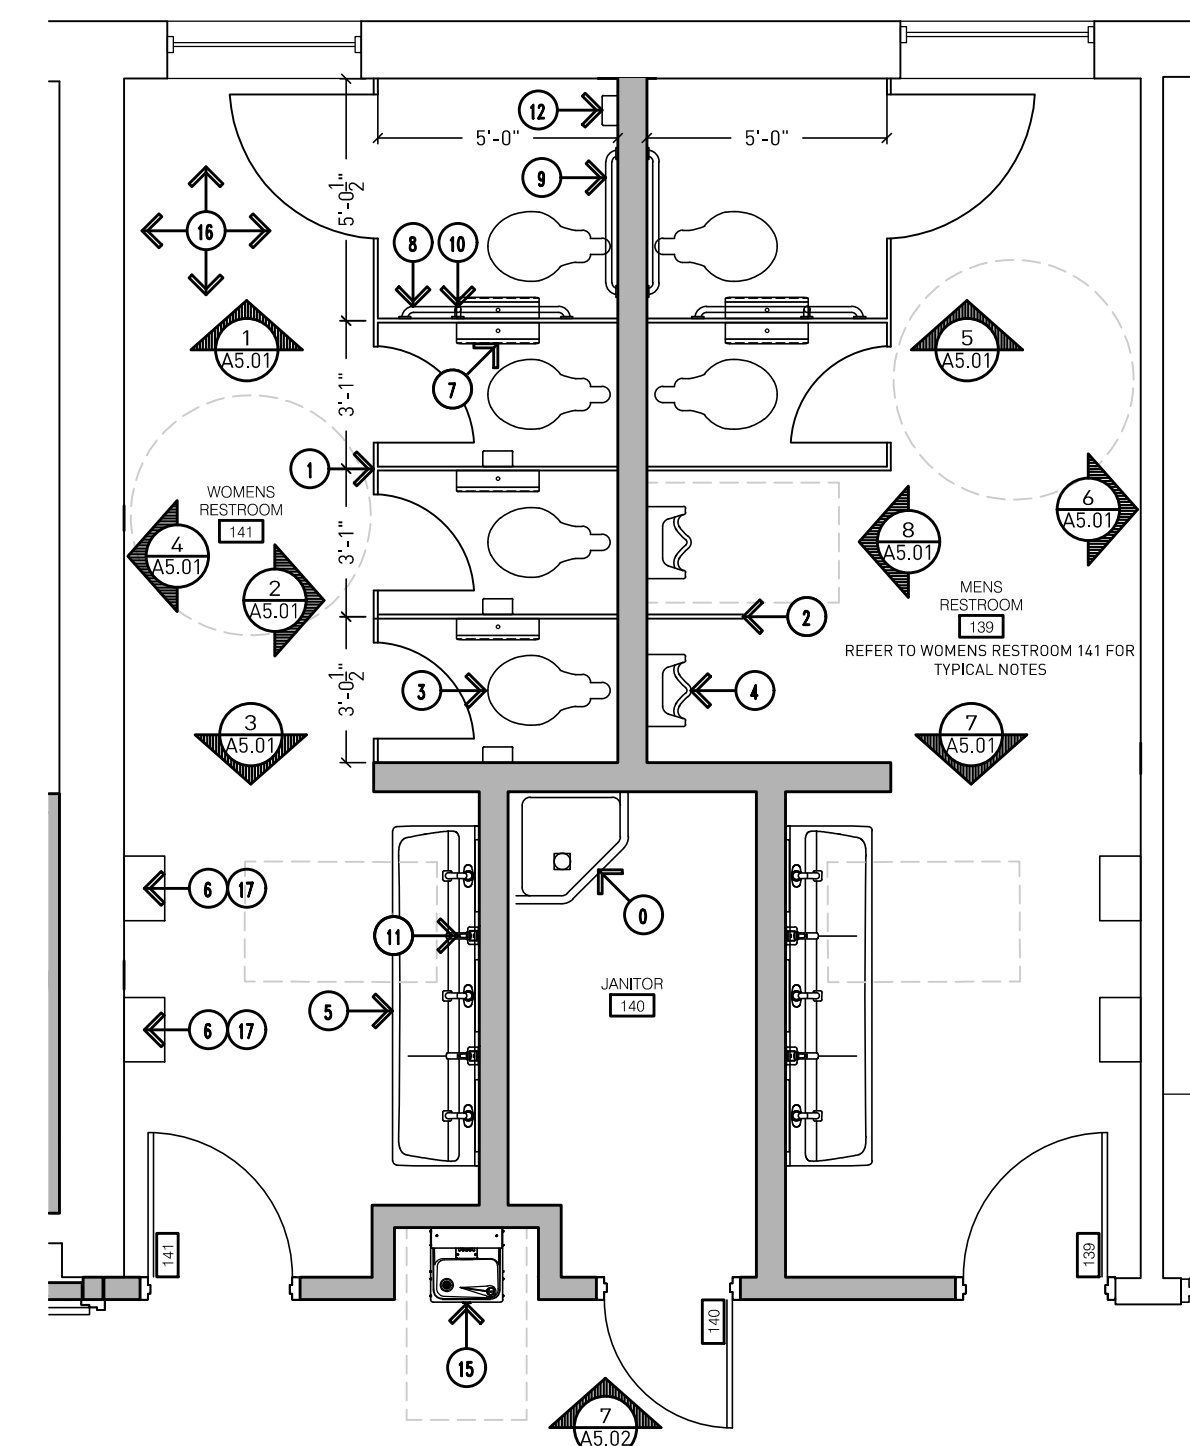 12
5'-0"
5'-0"
9
5'-0 1/2"
16
8
10
1
A5.01
5
A5.01
7
3'-1"
1
WOMENS
RESTROOM
141
6
A5.01
4
A5.01
8
A5.01
3'-1"
2
A5.01
MENS
RESTROOM
139
2
REFER TO WOMENS RESTROOM 141 FOR
TYPICAL NOTES
3
4
3'-0 1/2"
3
A5.01
7
A5.01
6
17
0
11
JANITOR
140
5
6
17
141
139
140
15
7
A5.02